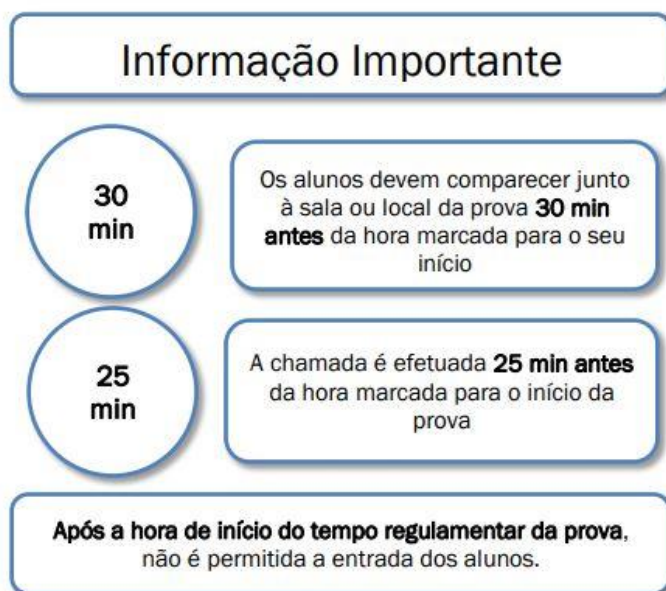 Informação Importante
30
min
Os alunos devem comparecer junto
à sala ou local da prova 30 min
antes da hora marcada para o seu
início
25
min
A chamada é efetuada 25 min antes
da hora marcada para o início da
prova
Após a hora de início do tempo regulamentar da prova,
não é permitida a entrada dos alunos.